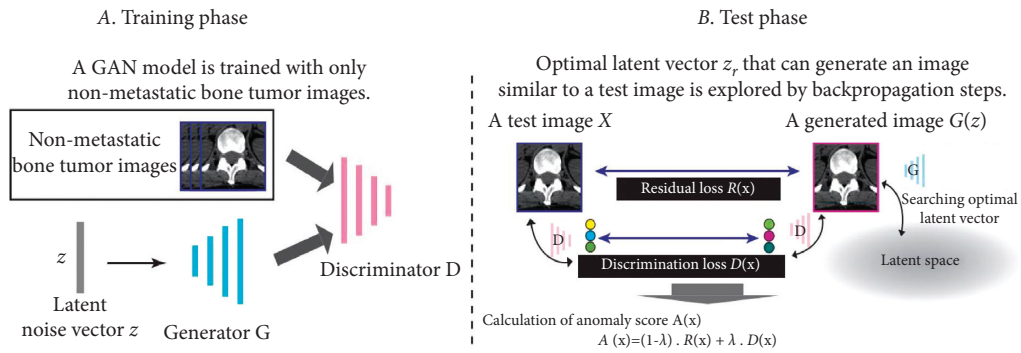 A. Training phase
A GAN model is trained with only
non-metastatic bone tumor images.
Non-metastatic
bone tumor images
z
Latent
noise vector z
Generator G
Discriminator D
B. Test phase
Optimal latent vector z_r that can generate an image
similar to a test image is explored by backpropagation steps.
A test image X
A generated image G(z)
G
Residual loss R(x)
Searching optimal
latent vector
D
D
Discrimination loss D(x)
Latent space
Calculation of anomaly score A(x)
A (x)=(1-λ) . R(x) + λ . D(x)